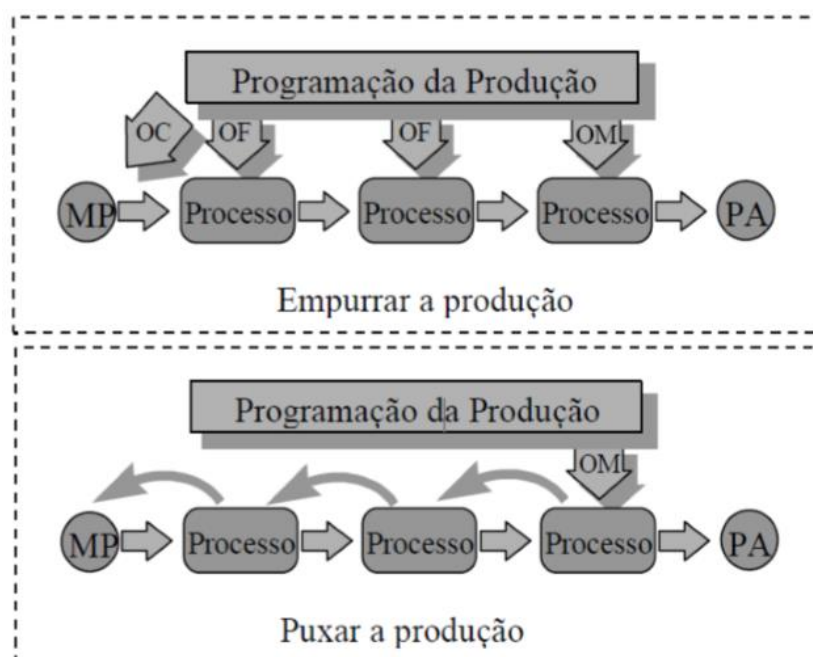 Programação da Produção
OC OF OF OM
MP Processo Processo Processo PA
Empurrar a produção
Programação da Produção
OM
MP Processo Processo Processo PA
Puxar a produção